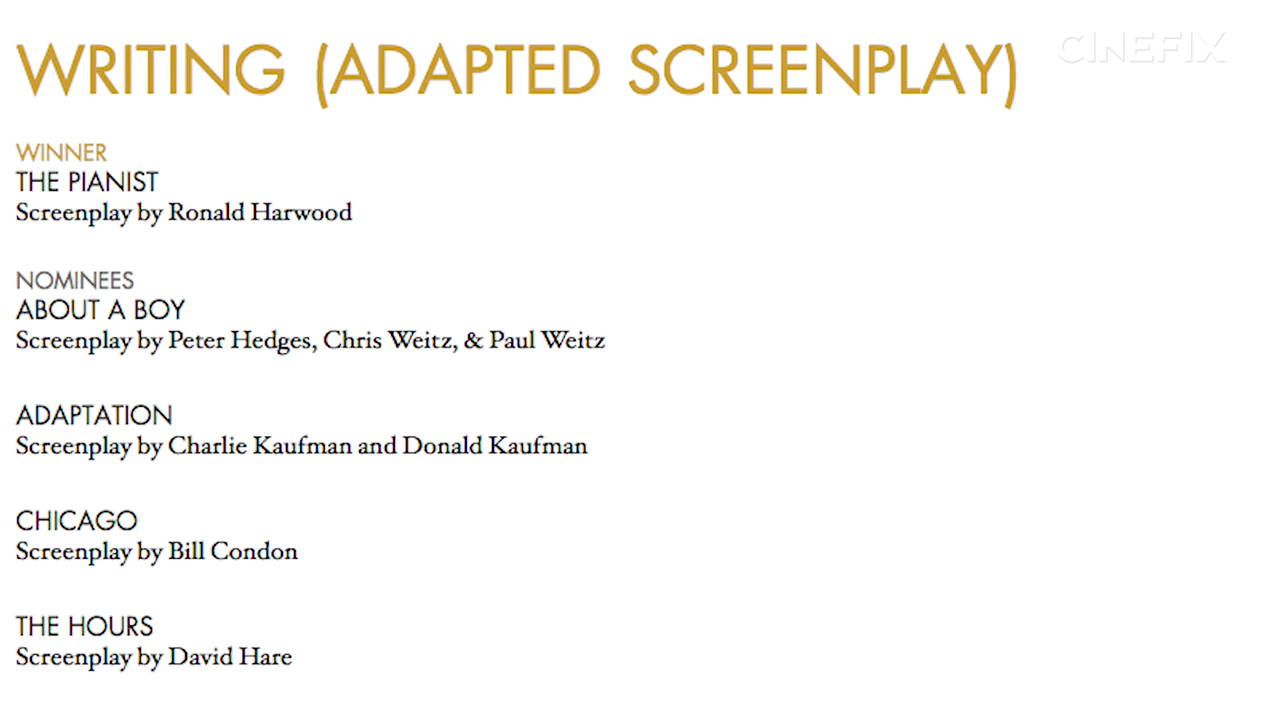 WRITING (ADAPTED SCREENPLAY)
CINEFIX
WINNER
THE PIANIST
Screenplay by Ronald Harwood
NOMINEES
ABOUT A BOY
Screenplay by Peter Hedges, Chris Weitz, & Paul Weitz
ADAPTATION
Screenplay by Charlie Kaufman and Donald Kaufman
CHICAGO
Screenplay by Bill Condon
THE HOURS
Screenplay by David Hare